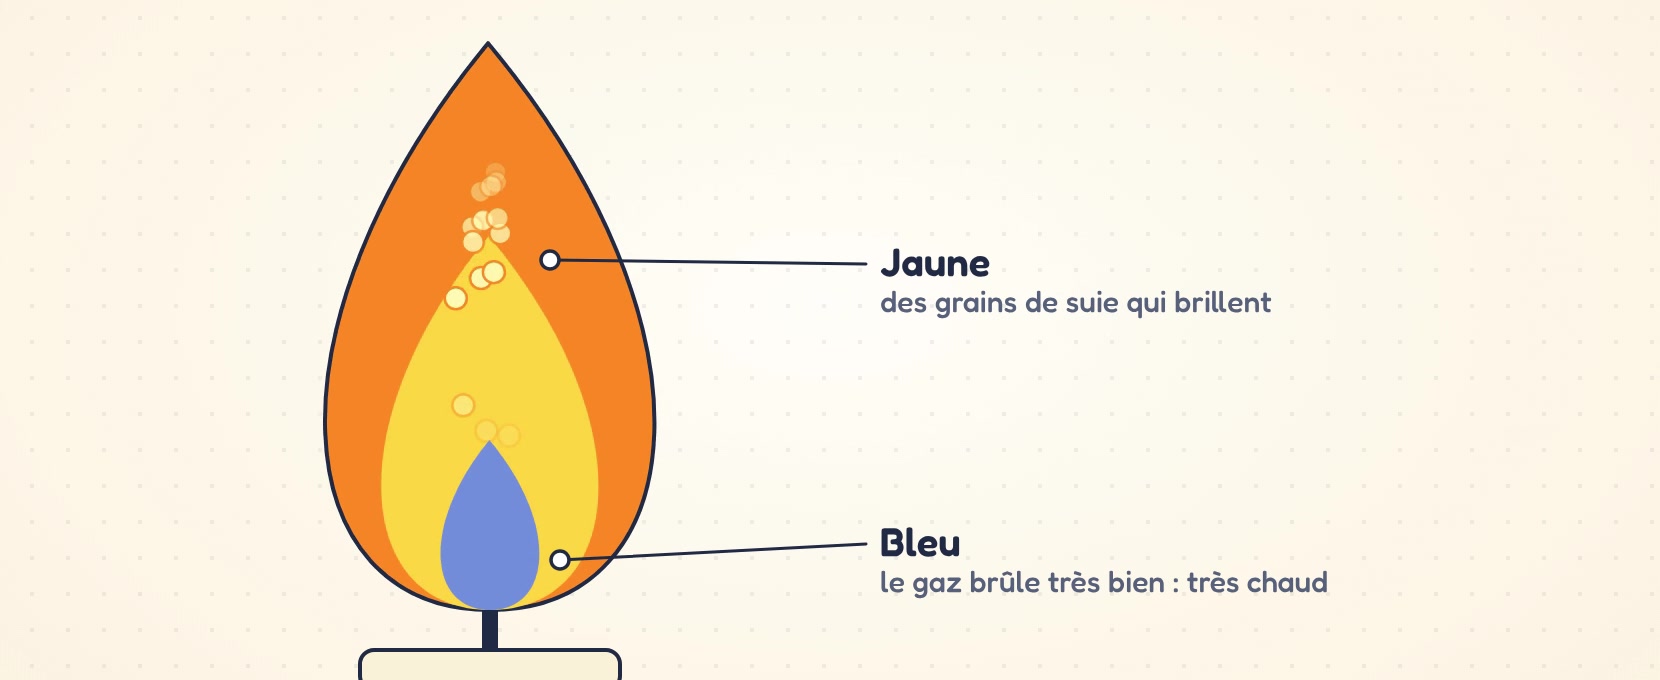 Jaune
des grains de suie qui brillent
Bleu
le gaz brûle très bien : très chaud